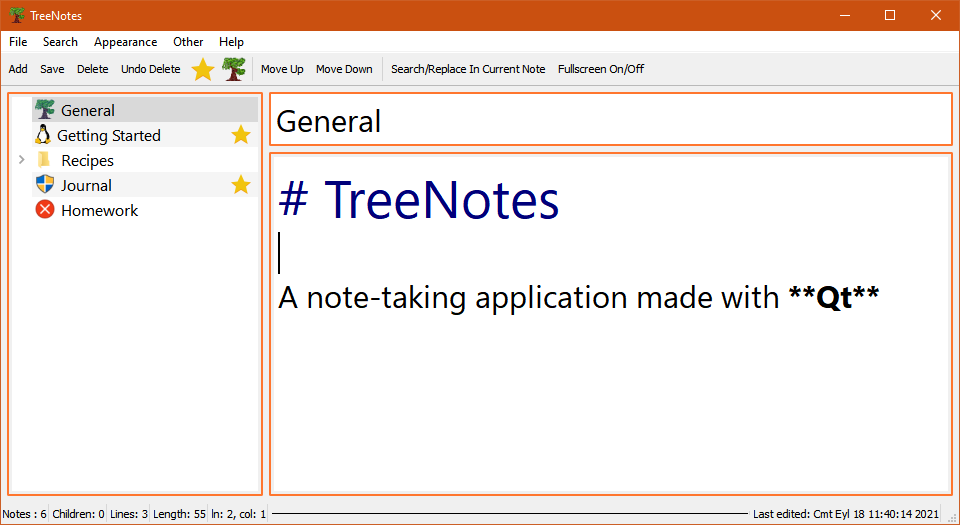 TreeNotes
File Search Appearance Other Help
Add Save Delete Undo Delete Move Up Move Down Search/Replace In Current Note Fullscreen On/Off
General
Getting Started
Recipes
Journal
Homework
General
# TreeNotes
A note-taking application made with **Qt**
Notes : 6 Children: 0 Lines: 3 Length: 55 ln: 2, col: 1 Last edited: Cmt Eyl 18 11:40:14 2021